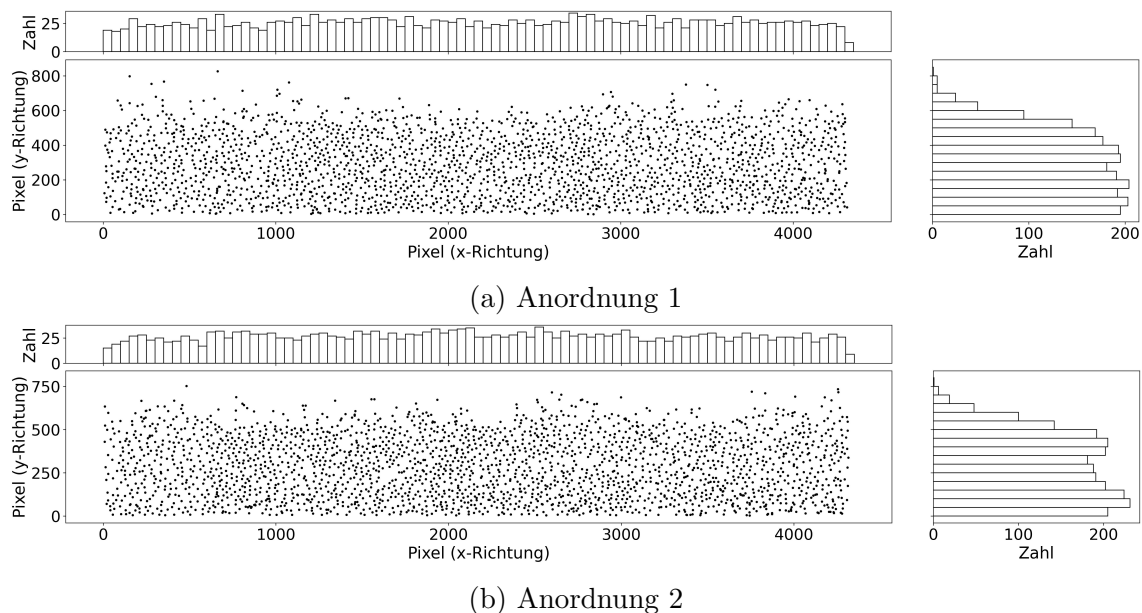 Zahl
25
0
Pixel (y-Richtung)
800
600
400
200
0
0 1000 2000 3000 4000
Pixel (x-Richtung)
0 100 200
Zahl
(a) Anordnung 1
Zahl
25
0
Pixel (y-Richtung)
750
500
250
0
0 1000 2000 3000 4000
Pixel (x-Richtung)
0 100 200
Zahl
(b) Anordnung 2